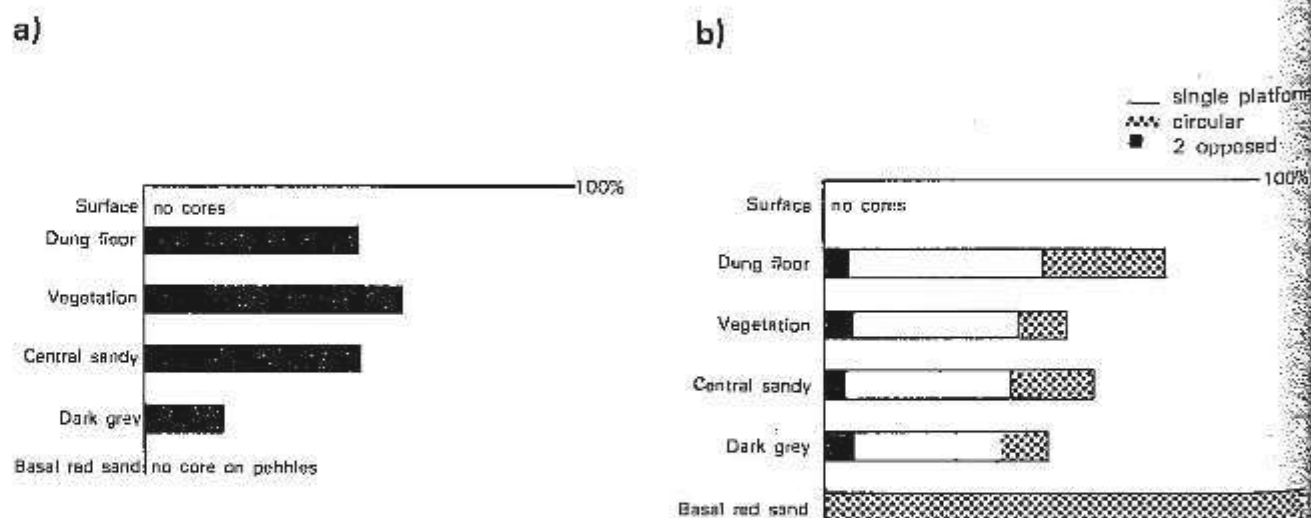 a)
100%
Surface no cores
Dung floor
Vegetation
Central sandy
Dark grey
Basal red sand no core on pebbles
b)
single platform
circular
2 opposed
100%
Surface no cores
Dung floor
Vegetation
Central sandy
Dark grey
Basal red sand